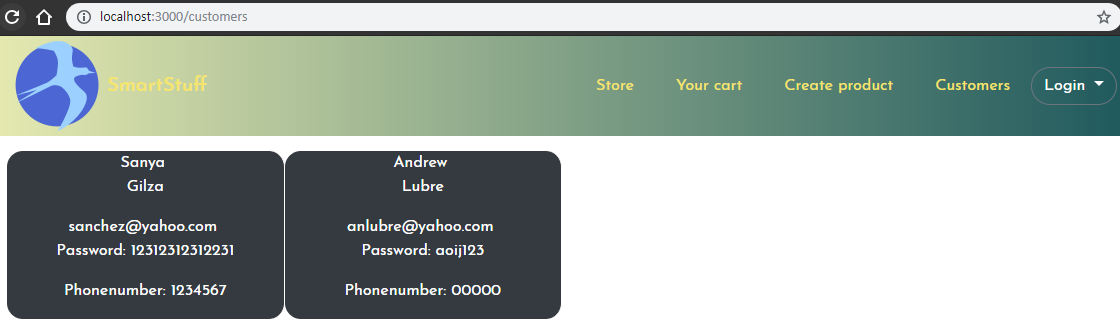 localhost:3000/customers
SmartStuff
Store
Your cart
Create product
Customers
Login
Sanya
Gilza
sanchez@yahoo.com
Password: 12312312312231
Phonenumber: 1234567
Andrew
Lubre
anlubre@yahoo.com
Password: aoij123
Phonenumber: 00000